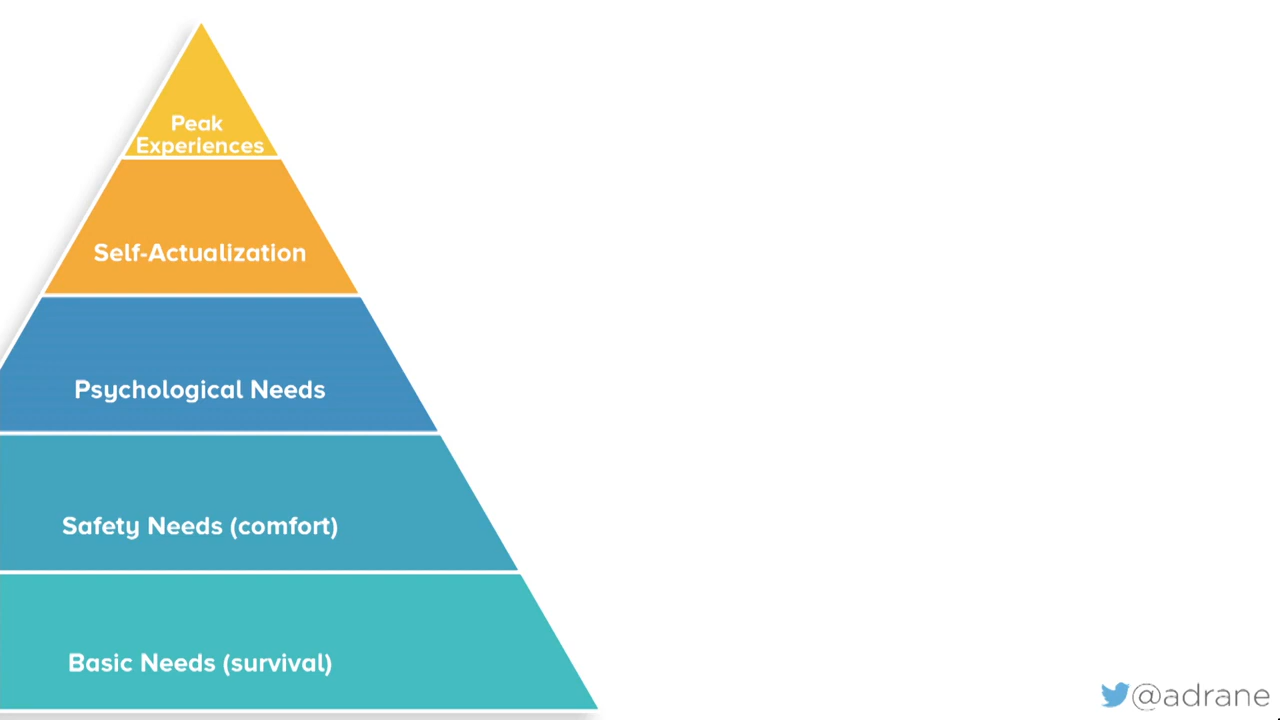 Peak
Experiences
Self-Actualization
Psychological Needs
Safety Needs (comfort)
Basic Needs (survival)
@adrane